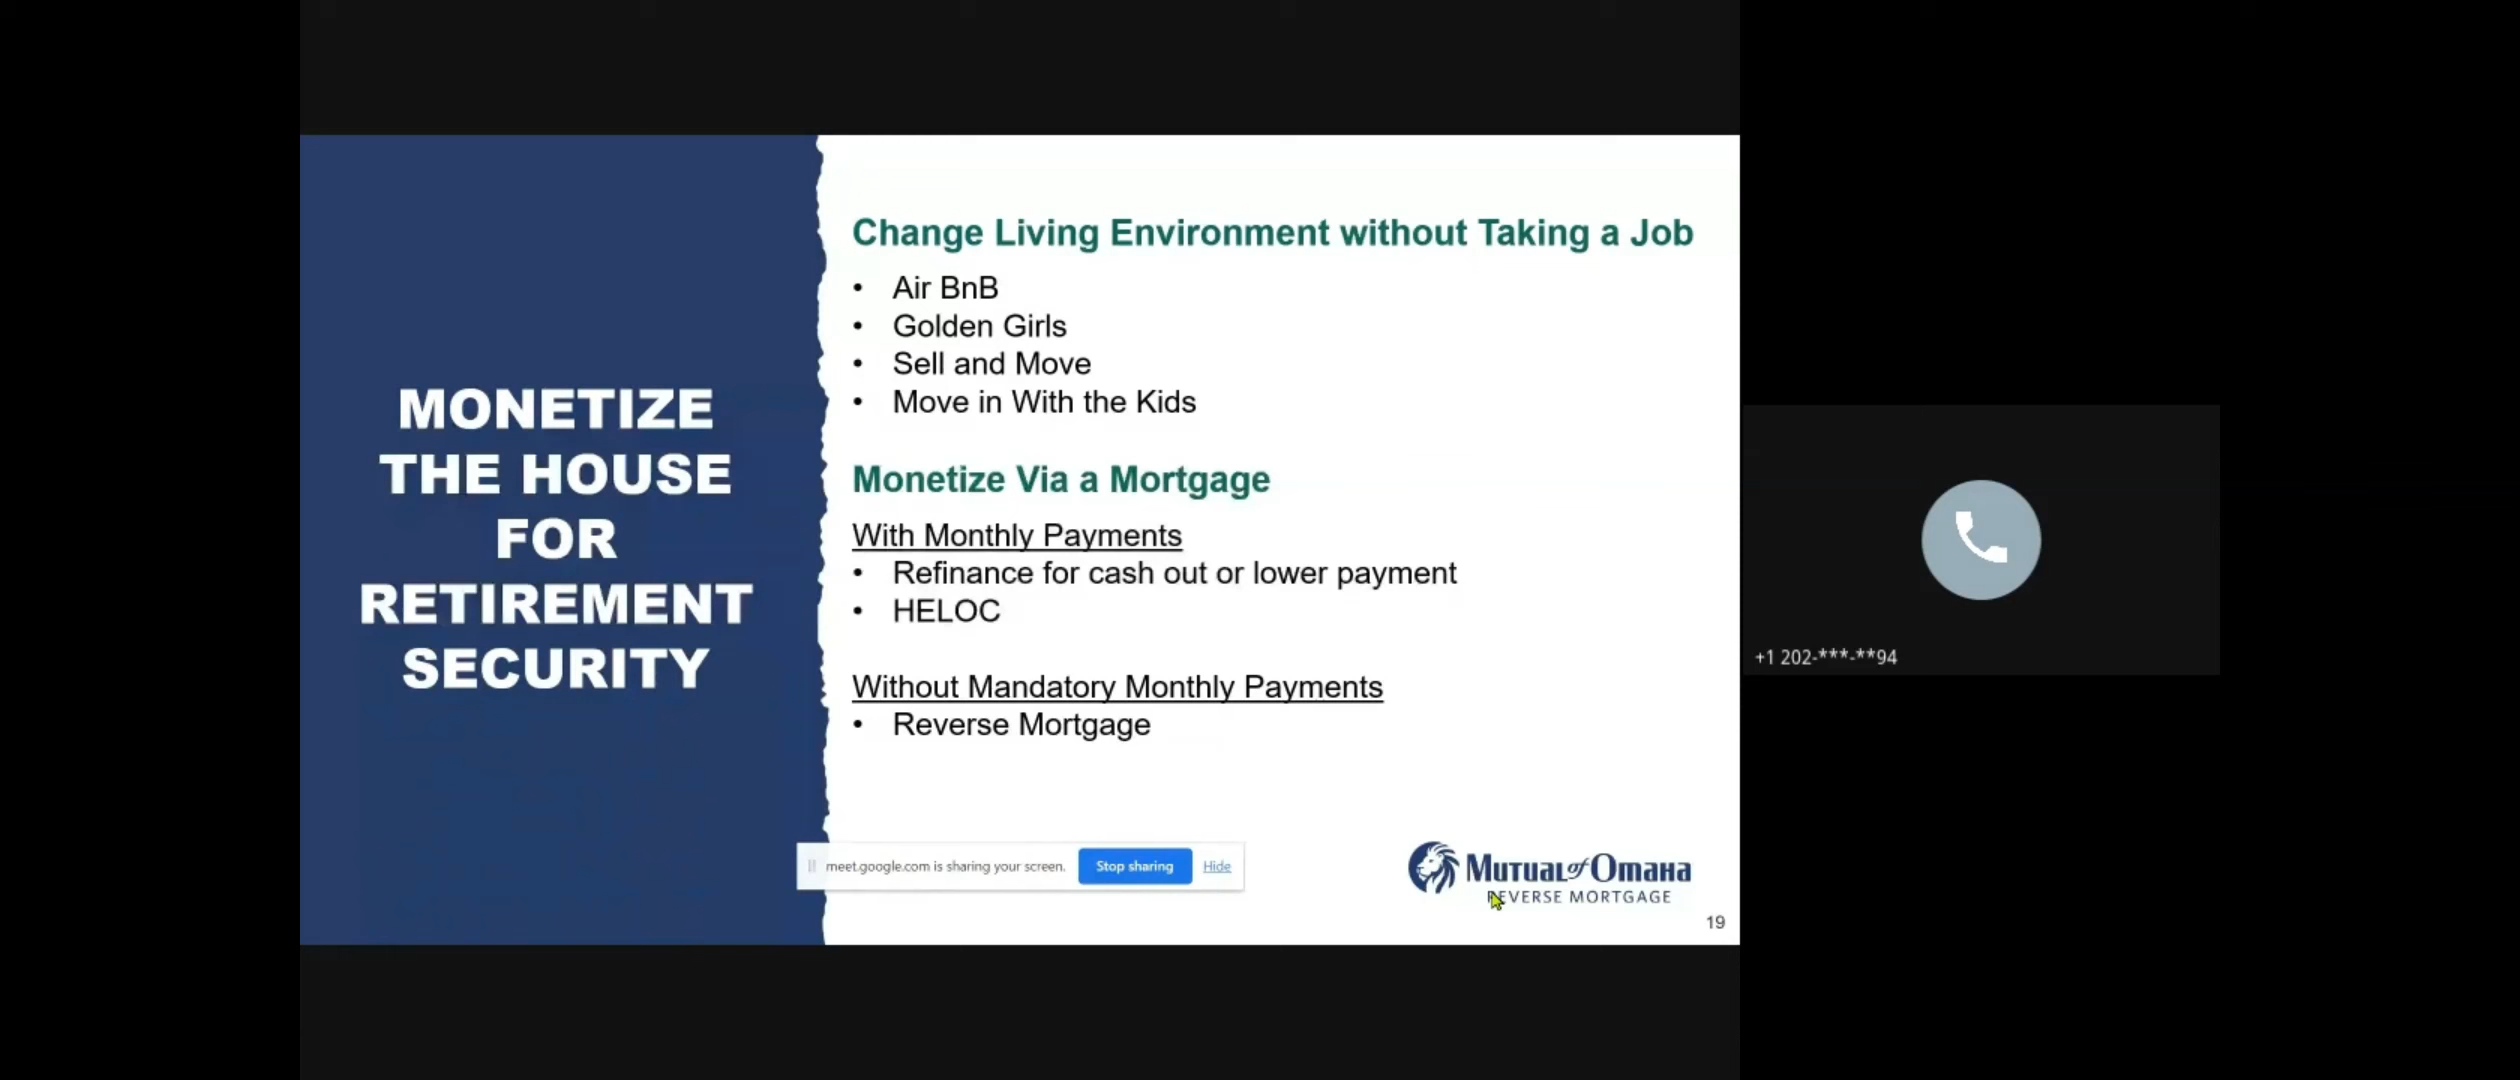 MONETIZE
THE HOUSE
FOR
RETIREMENT
SECURITY
Change Living Environment without Taking a Job
• Air BnB
• Golden Girls
• Sell and Move
• Move in With the Kids
Monetize Via a Mortgage
With Monthly Payments
• Refinance for cash out or lower payment
• HELOC
Without Mandatory Monthly Payments
• Reverse Mortgage
meet.google.com is sharing your screen. Stop sharing Hide
Mutual of Omaha
REVERSE MORTGAGE
19
+1 202-***-**94